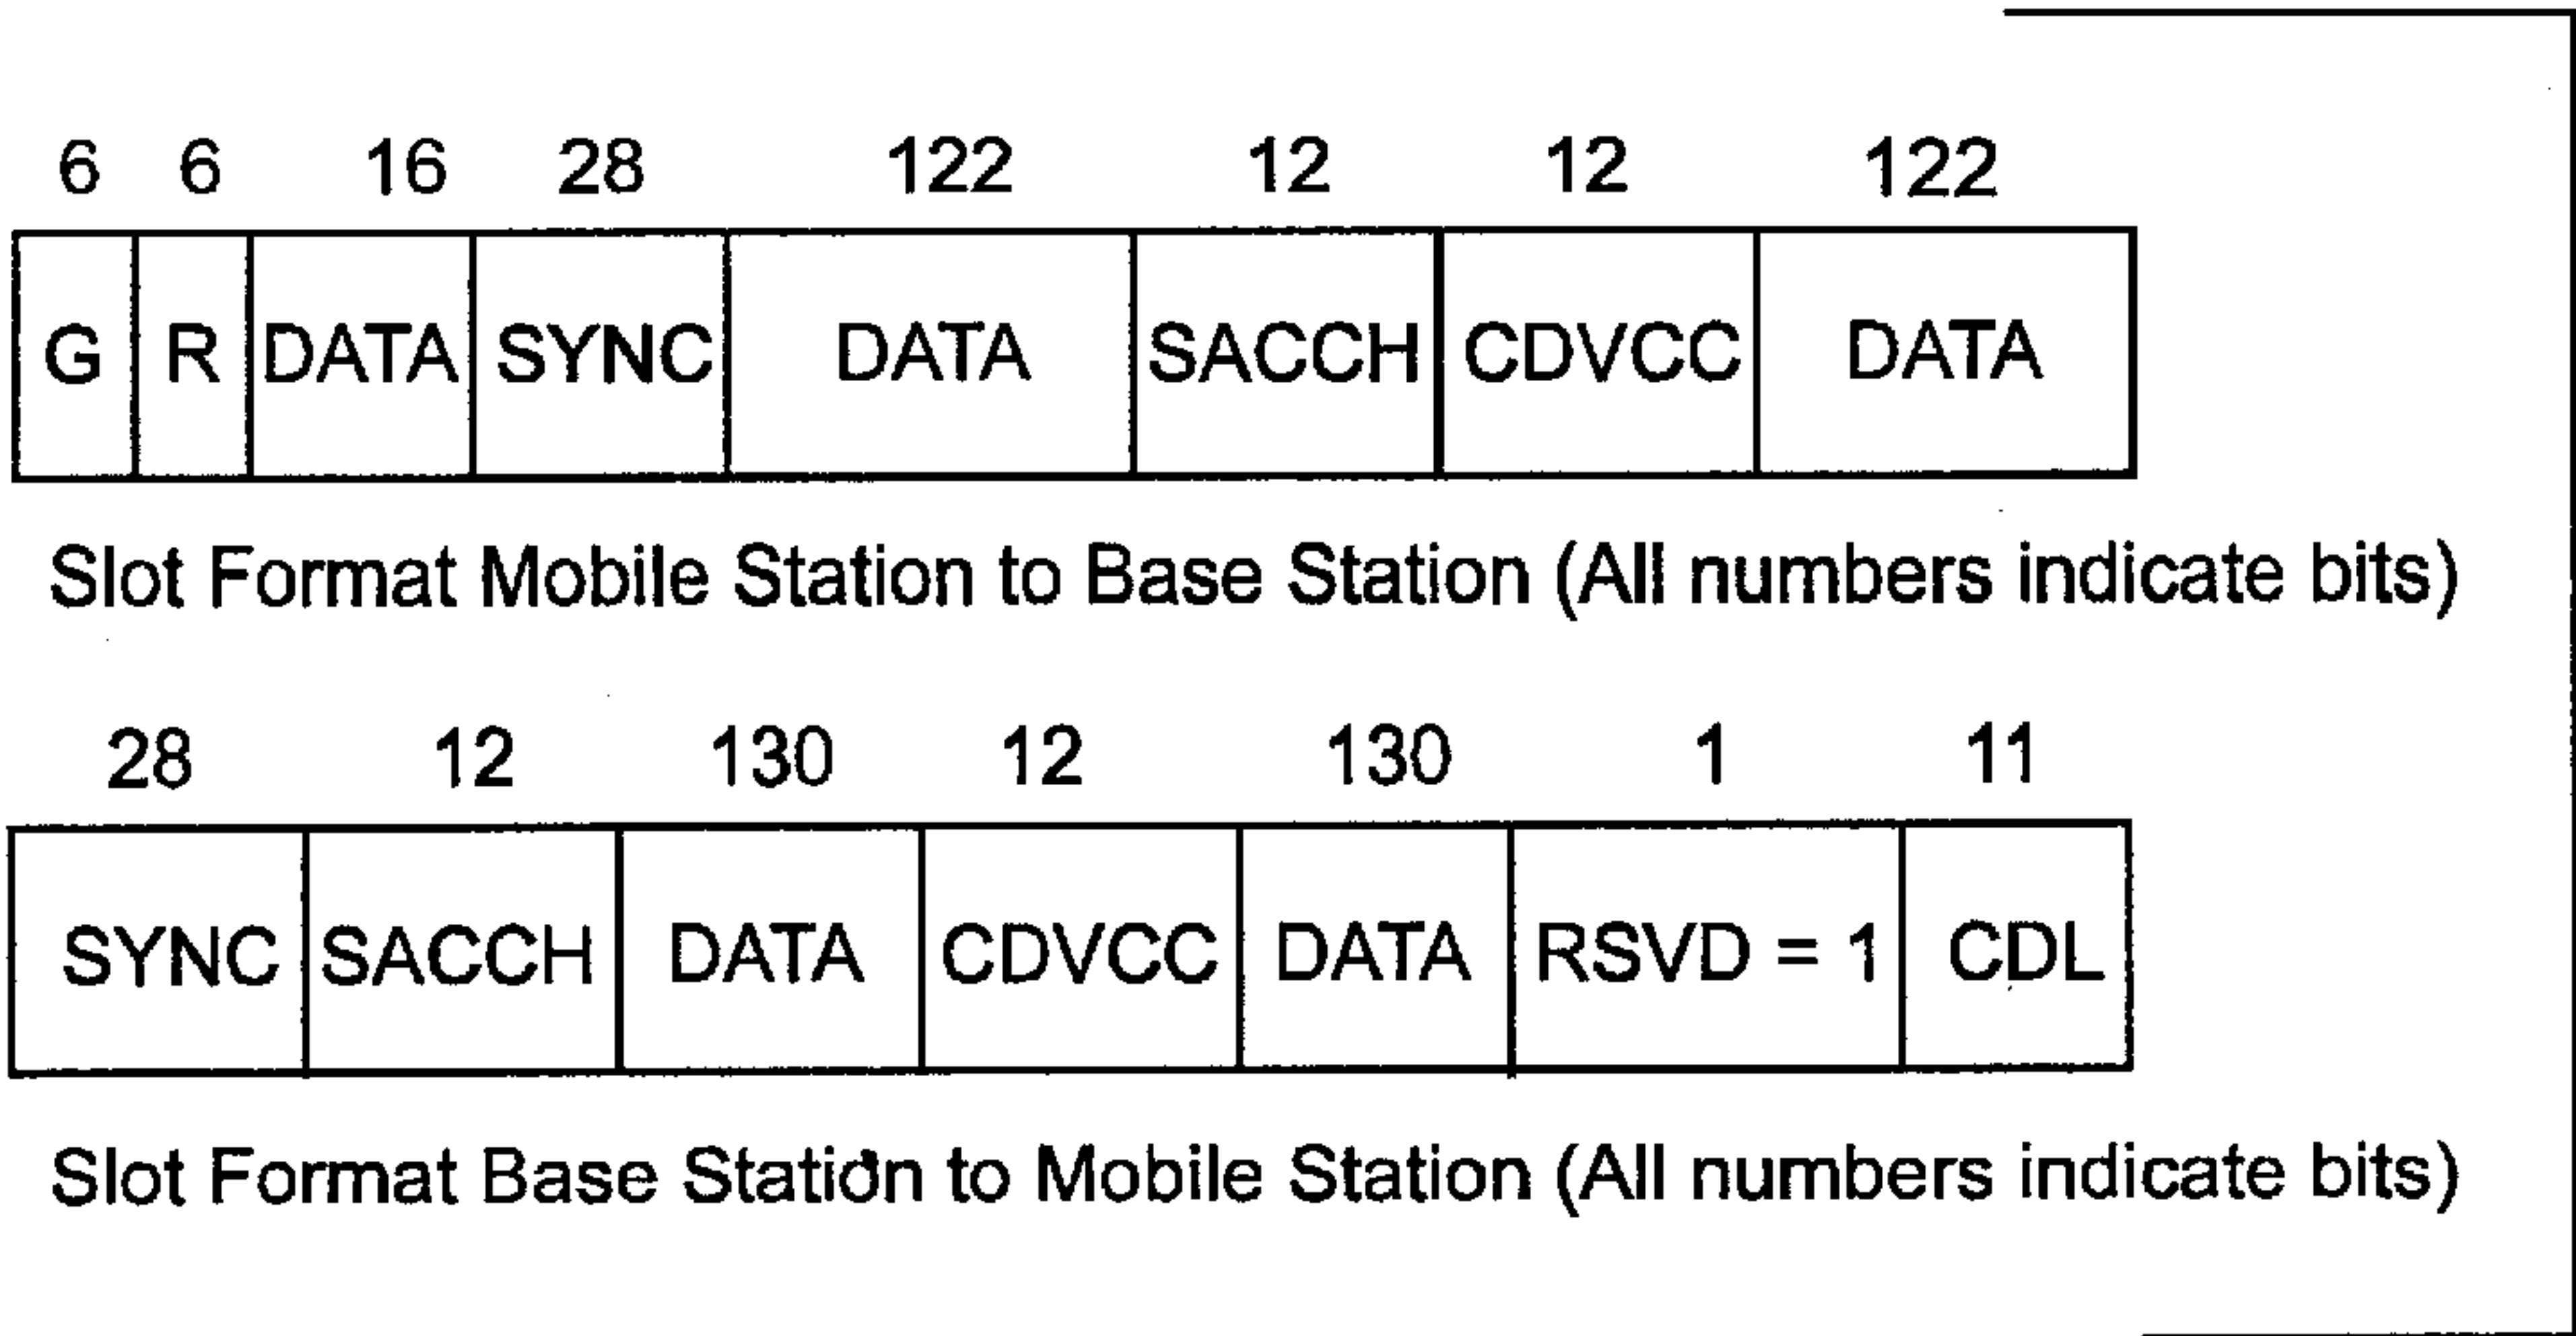 6 6 16 28 122 12 12 122
G R DATA SYNC DATA SACCH CDVCC DATA
Slot Format Mobile Station to Base Station (All numbers indicate bits)
28 12 130 12 130 1 11
SYNC SACCH DATA CDVCC DATA RSVD = 1 CDL
Slot Format Base Station to Mobile Station (All numbers indicate bits)